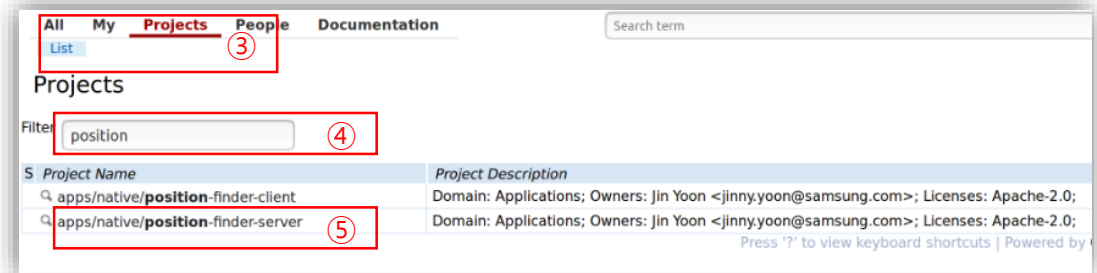 All My Projects People Documentation Search term
List ③
Projects
Filter position ④
S Project Name Project Description
apps/native/position-finder-client Domain: Applications; Owners: Jin Yoon <jinny.yoon@samsung.com>; Licenses: Apache-2.0;
apps/native/position-finder-server ⑤ Domain: Applications; Owners: Jin Yoon <jinny.yoon@samsung.com>; Licenses: Apache-2.0;
Press '?' to view keyboard shortcuts | Powered by